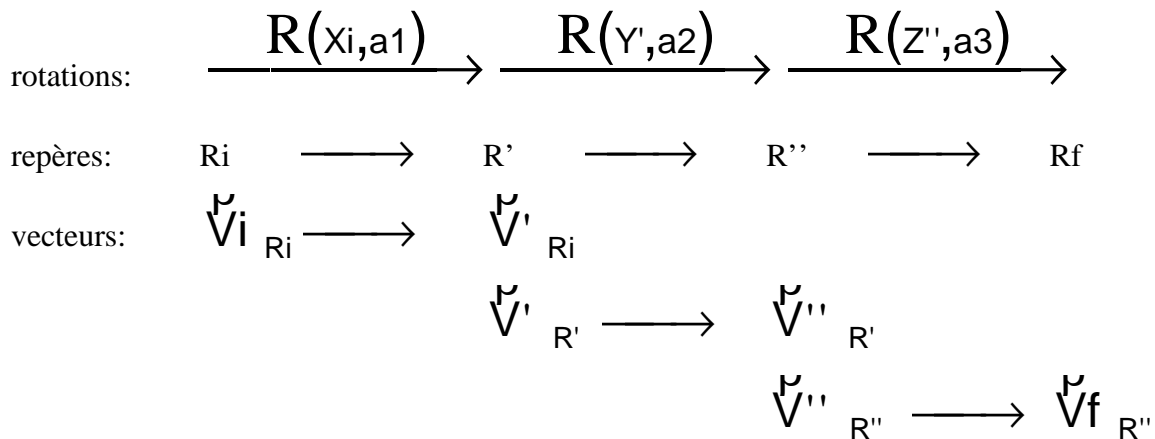 R(Xi,a1) R(Y',a2) R(Z'',a3)
rotations:
repères: Ri R’ R’’ Rf
vecteurs: Vi Ri V' Ri
V' R' V'' R'
V'' R'' Vf R''